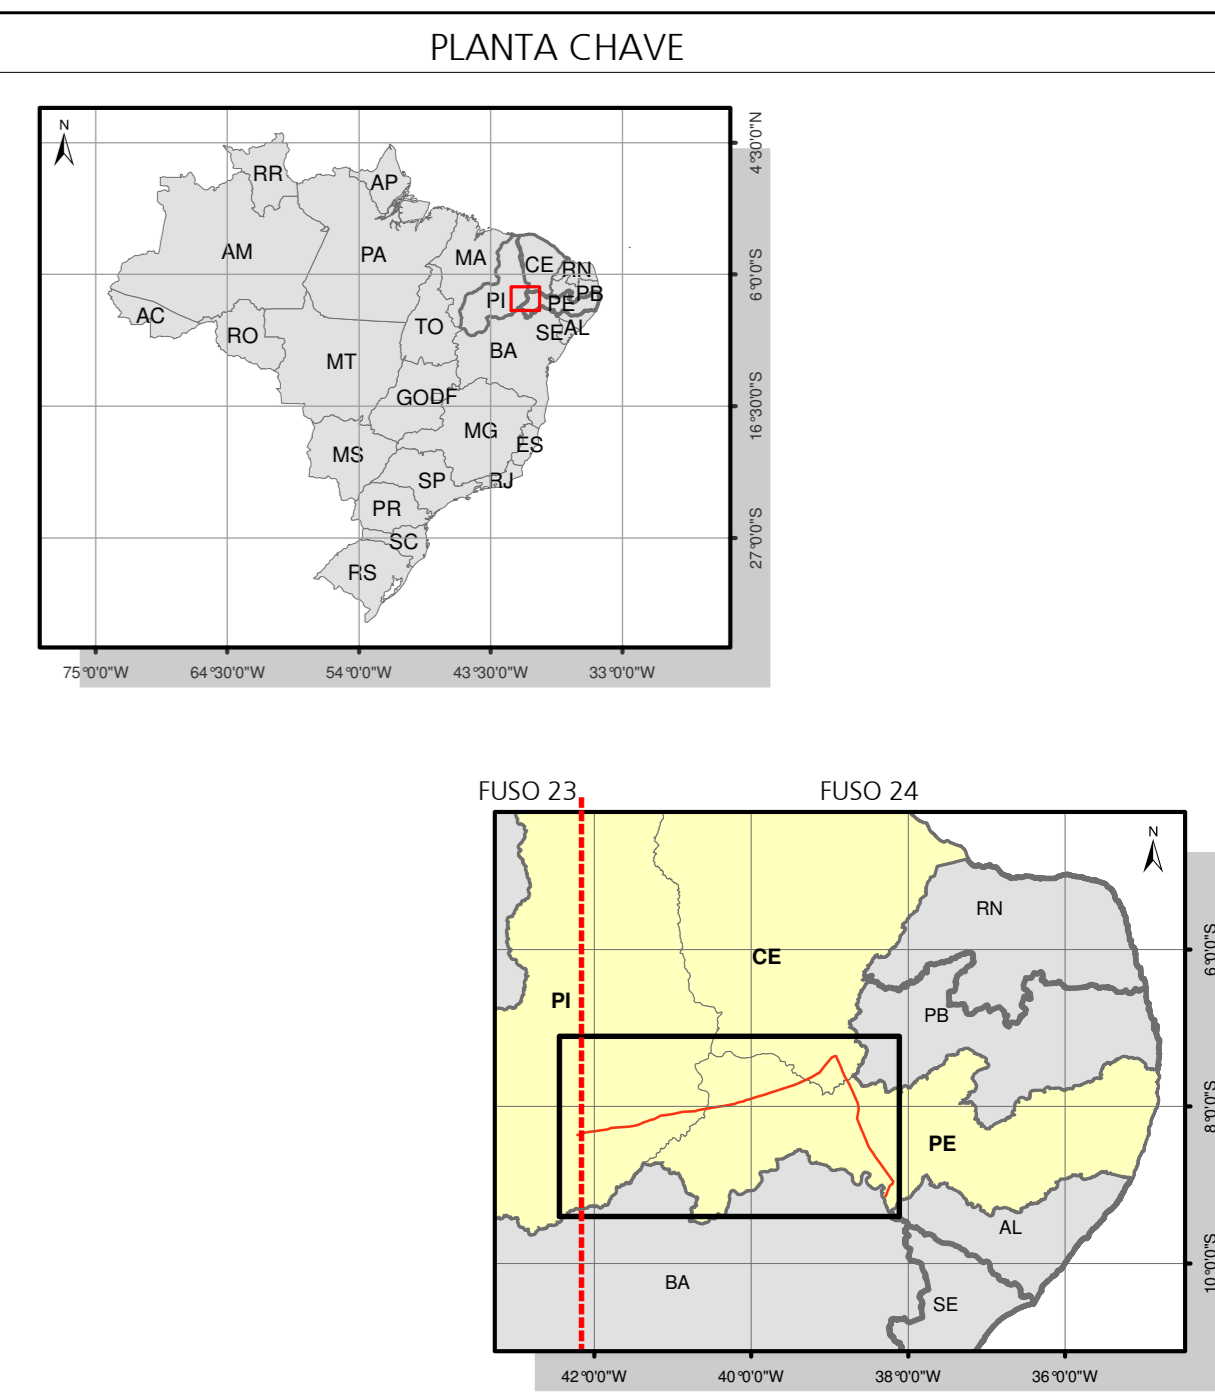 PLANTA CHAVE
N
4°30'0"N
RR
AP
AM
PA
MA
CE
RN
6°0'0"S
PI
PE
PB
AC
RO
TO
SE
AL
MT
BA
GO
DF
16°30'0"S
MG
ES
MS
SP
RJ
PR
SC
27°0'0"S
RS
75°0'0"W
64°30'0"W
54°0'0"W
43°30'0"W
33°0'0"W
FUSO 23
FUSO 24
N
RN
CE
6°0'0"S
PI
PB
8°0'0"S
PE
AL
10°0'0"S
BA
SE
42°0'0"W
40°0'0"W
38°0'0"W
36°0'0"W